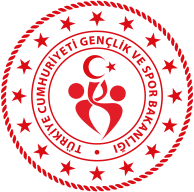 TÜRKİYE CUMHURİYETİ GENÇLİK VE SPOR BAKANLIĞI